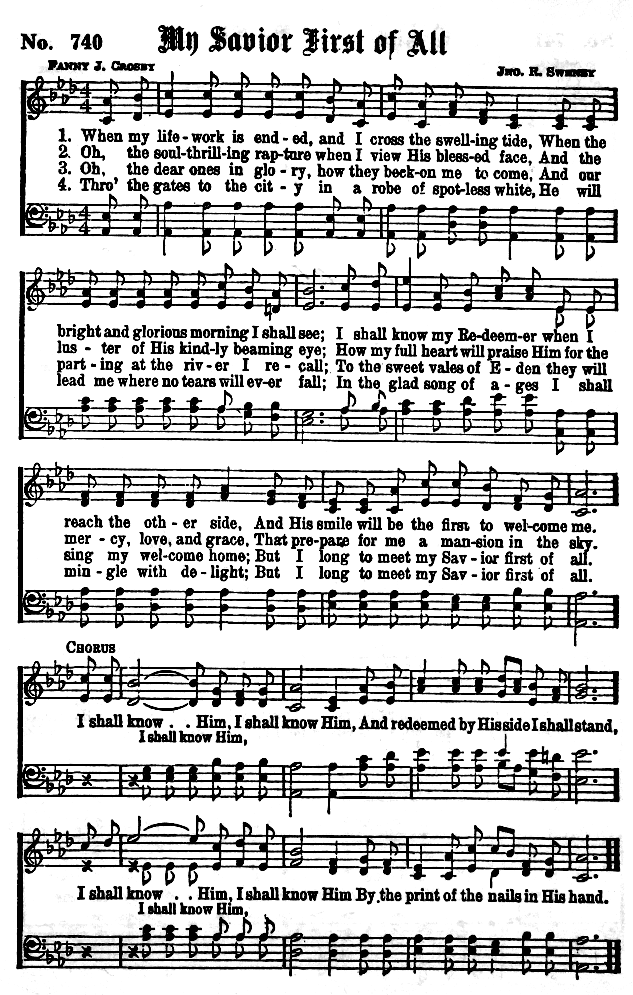 No. 740 My Savior First of All
FANNY J. CROSBY JNO. R. SWENEY
1. When my life-work is end-ed, and I cross the swell-ing tide, When the
2. Oh, the soul-thrill-ing rap-ture when I view His bless-ed face, And the
3. Oh, the dear ones in glo-ry, how they beck-on me to come, And our
4. Thro' the gates to the cit-y in a robe of spot-less white, He will
bright and glorious morning I shall see; I shall know my Re-deem-er when I
lus-ter of His kind-ly beaming eye; How my full heart will praise Him for the
part-ing at the riv-er I re-call; To the sweet vales of E-den they will
lead me where no tears will ev-er fall; In the glad song of a-ges I shall
reach the oth-er side, And His smile will be the first to wel-come me.
mer-cy, love, and grace, That pre-pare for me a man-sion in the sky.
sing my wel-come home; But I long to meet my Sav-ior first of all.
min-gle with de-light; But I long to meet my Sav-ior first of all.
CHORUS
I shall know . . Him, I shall know Him, And redeemed by His side I shall stand,
I shall know Him,
I shall know . . Him, I shall know Him By the print of the nails in His hand.
I shall know Him,